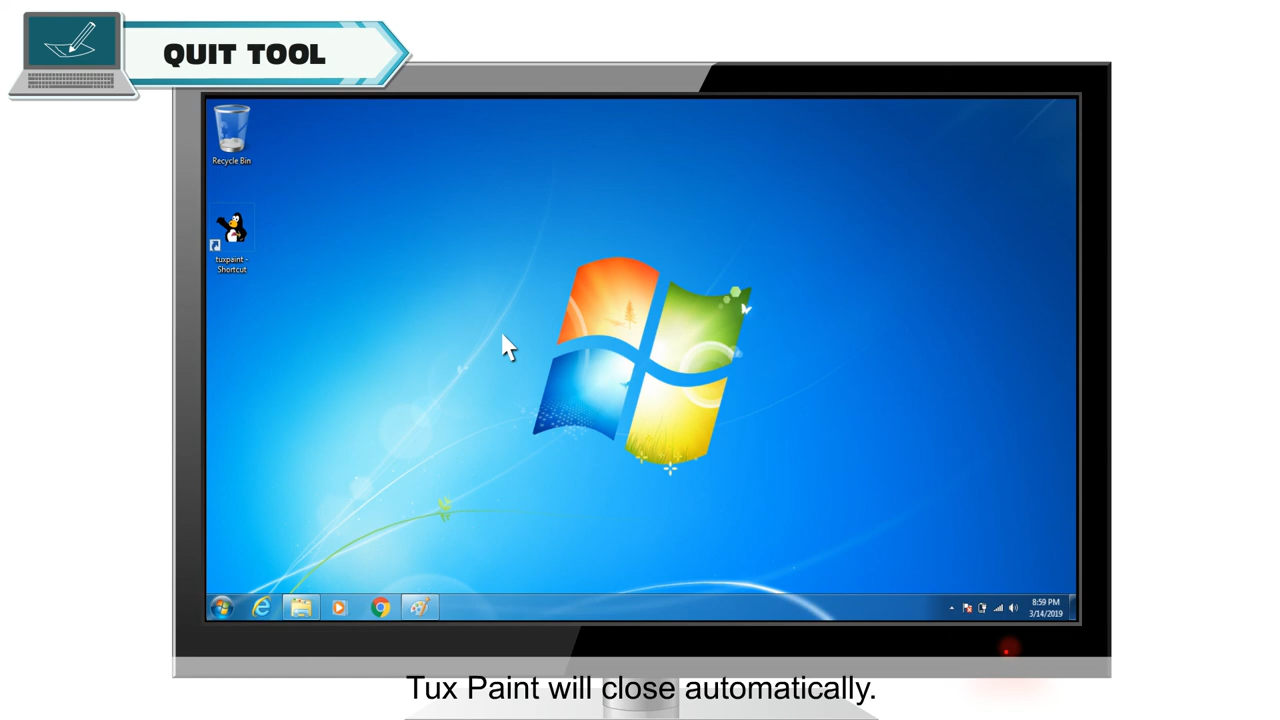 QUIT TOOL
Recycle Bin
tuxpaint -
Shortcut
8:59 PM
3/14/2019
Tux Paint will close automatically.